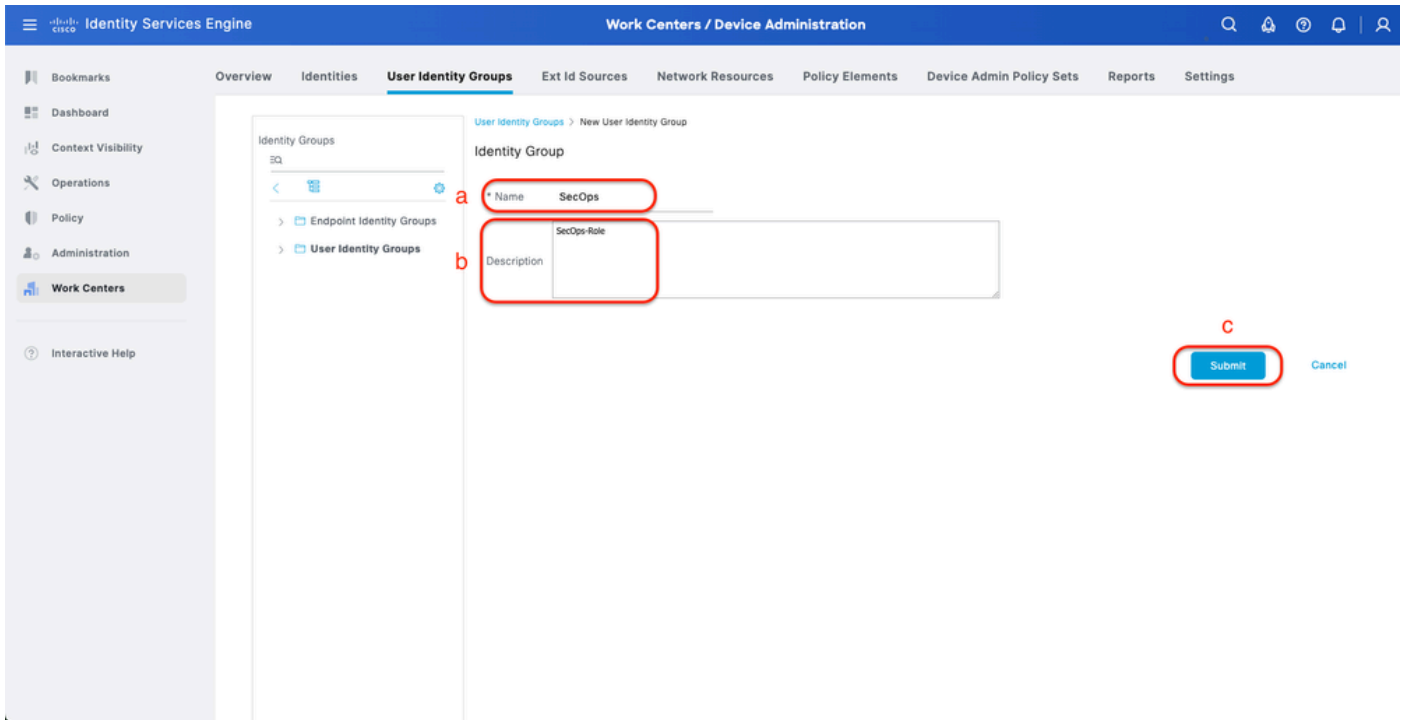 cisco Identity Services Engine
Work Centers / Device Administration
Bookmarks
Dashboard
Context Visibility
Operations
Policy
Administration
Work Centers
Interactive Help
Overview Identities User Identity Groups Ext Id Sources Network Resources Policy Elements Device Admin Policy Sets Reports Settings
Identity Groups
EQ
Endpoint Identity Groups
User Identity Groups
User Identity Groups > New User Identity Group
Identity Group
a * Name SecOps
b Description SecOps-Role
c
Submit Cancel